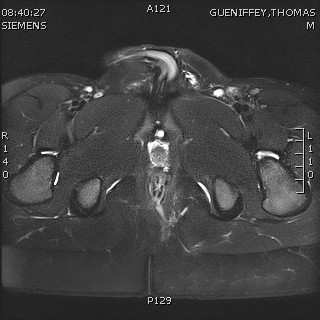 08:40:27
SIEMENS
A121
GUENIFFEY,THOMAS
M
R
1
4
0
L
1
1
0
P129